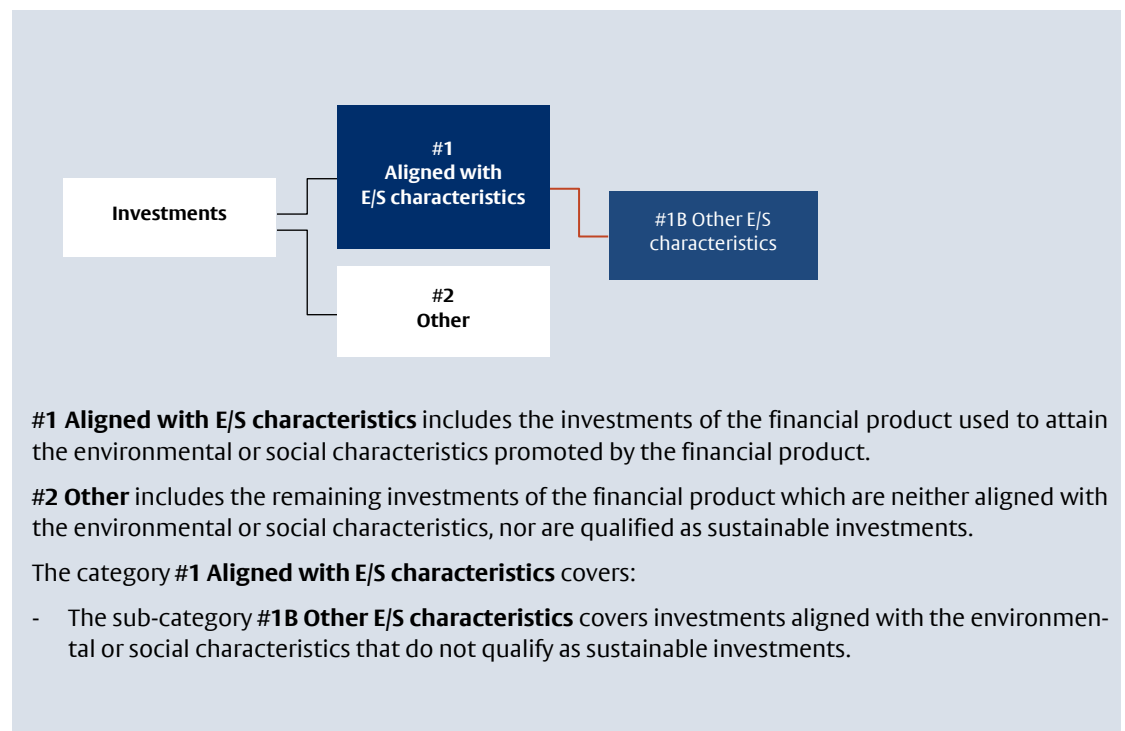 #1
Aligned with
E/S characteristics
Investments
#1B Other E/S
characteristics
#2
Other
#1 Aligned with E/S characteristics includes the investments of the financial product used to attain
the environmental or social characteristics promoted by the financial product.
#2 Other includes the remaining investments of the financial product which are neither aligned with
the environmental or social characteristics, nor are qualified as sustainable investments.
The category #1 Aligned with E/S characteristics covers:
- The sub-category #1B Other E/S characteristics covers investments aligned with the environmen-
tal or social characteristics that do not qualify as sustainable investments.